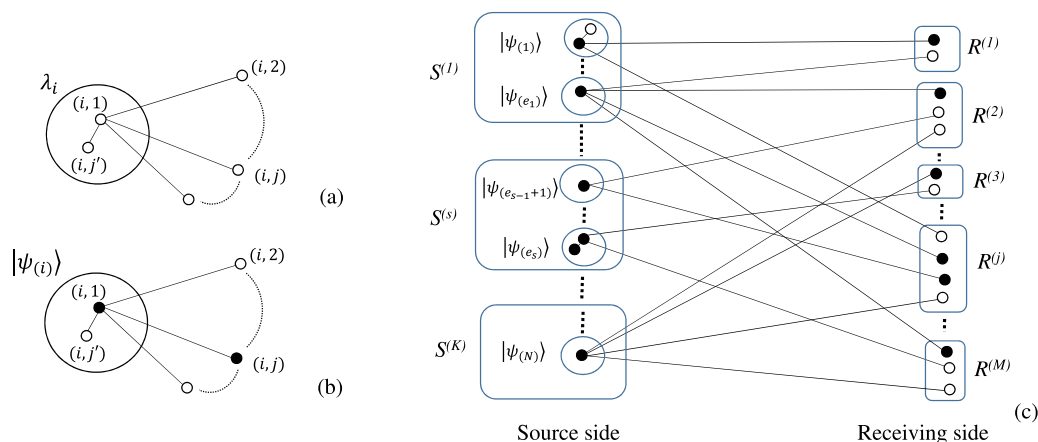 λ_i
(i, 1)
(i, 2)
(i, j′)
(i, j)
(a)
|ψ_(i)⟩
(i, 1)
(i, 2)
(i, j′)
(i, j)
(b)
S^(1)
|ψ_(1)⟩
|ψ_(e_1)⟩
S^(s)
|ψ_(e_{s−1}+1)⟩
|ψ_(e_s)⟩
S^(K)
|ψ_(N)⟩
R^(1)
R^(2)
R^(3)
R^(j)
R^(M)
(c)
Source side
Receiving side